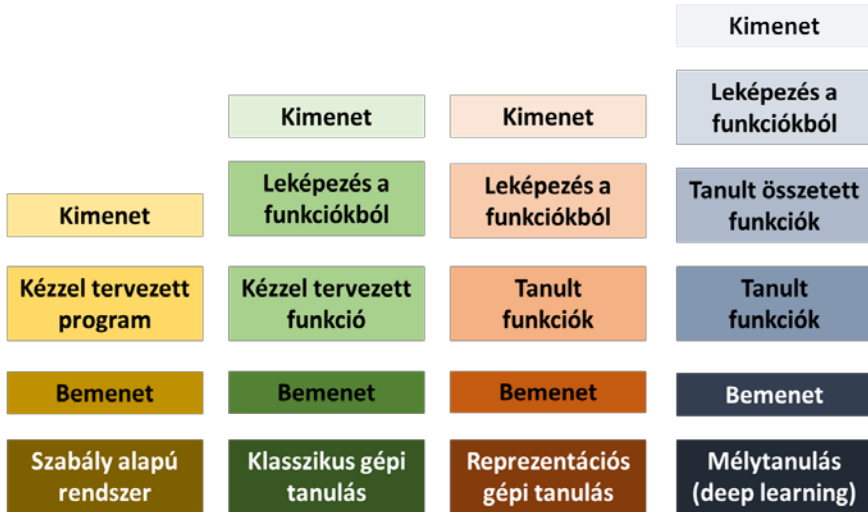 Kimenet
Kézzel tervezett
program
Bemenet
Szabály alapú
rendszer
Kimenet
Leképezés a
funkciókból
Kézzel tervezett
funkció
Bemenet
Klasszikus gépi
tanulás
Kimenet
Leképezés a
funkciókból
Tanult
funkciók
Bemenet
Reprezentációs
gépi tanulás
Kimenet
Leképezés a
funkciókból
Tanult összetett
funkciók
Tanult
funkciók
Bemenet
Mélytanulás
(deep learning)